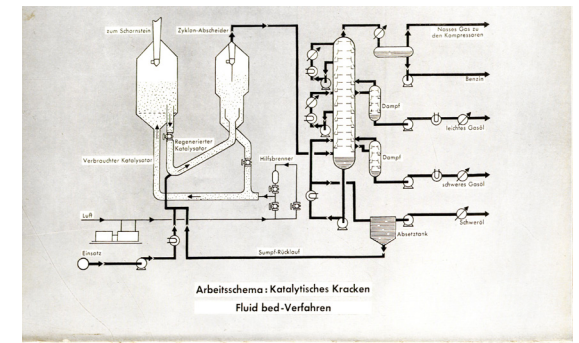 zum Schornstein
Zyklon-Abscheider
Nasses Gas zu
den Kompressoren
Benzin
Dampf
leichtes Gasöl
Regenerierter
Katalysator
Verbrauchter Katalysator
Hilfsbrenner
Dampf
schweres Gasöl
Luft
Schweröl
Absetztank
Einsatz
Sumpf-Rücklauf
Arbeitsschema: Katalytisches Kracken
Fluid bed-Verfahren